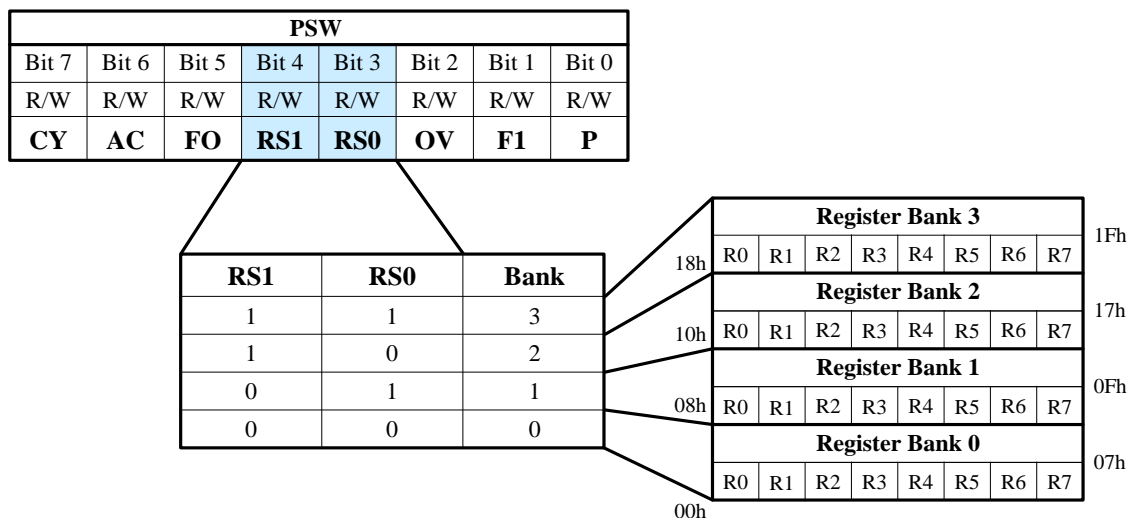 PSW
Bit 7 Bit 6 Bit 5 Bit 4 Bit 3 Bit 2 Bit 1 Bit 0
R/W R/W R/W R/W R/W R/W R/W R/W
CY AC FO RS1 RS0 OV F1 P
RS1 RS0 Bank
1 1 3
1 0 2
0 1 1
0 0 0
Register Bank 3
1Fh
18h R0 R1 R2 R3 R4 R5 R6 R7
Register Bank 2
17h
10h R0 R1 R2 R3 R4 R5 R6 R7
Register Bank 1
0Fh
08h R0 R1 R2 R3 R4 R5 R6 R7
Register Bank 0
07h
R0 R1 R2 R3 R4 R5 R6 R7
00h